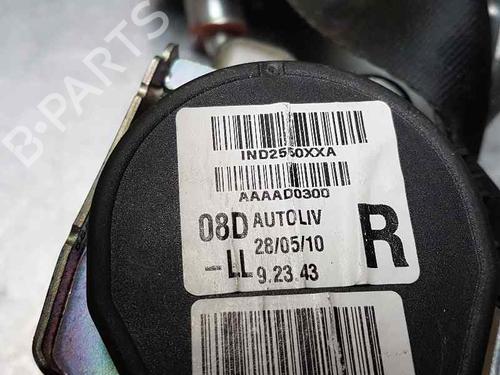 B-PARTS
IND2550XXA
AAAAD0300
08D AUTOLIV R
28/05/10
-LL 9.23.43